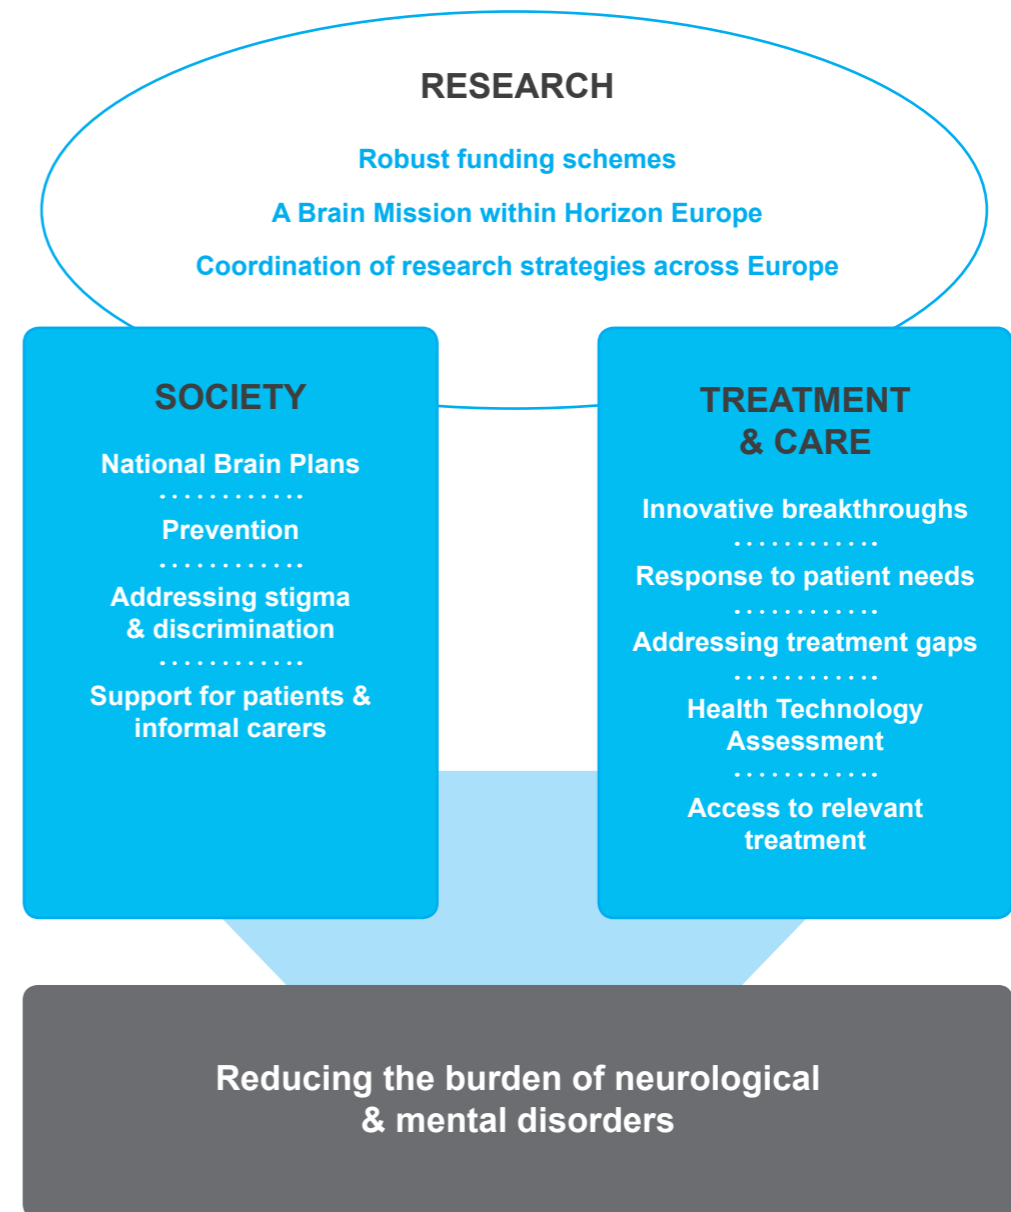 RESEARCH
Robust funding schemes
A Brain Mission within Horizon Europe
Coordination of research strategies across Europe
SOCIETY
National Brain Plans
Prevention
Addressing stigma
& discrimination
Support for patients &
informal carers
TREATMENT
& CARE
Innovative breakthroughs
Response to patient needs
Addressing treatment gaps
Health Technology
Assessment
Access to relevant
treatment
Reducing the burden of neurological
& mental disorders